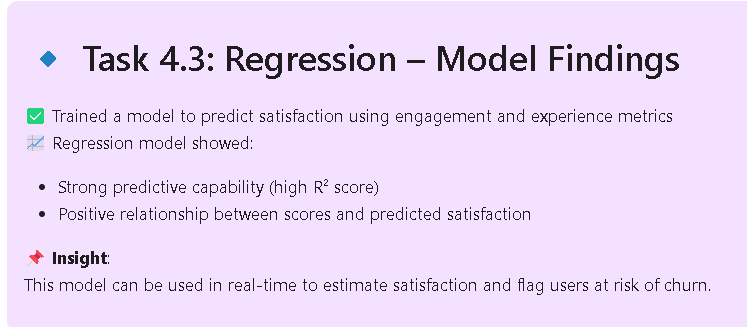 Task 4.3: Regression – Model Findings
Trained a model to predict satisfaction using engagement and experience metrics
Regression model showed:
• Strong predictive capability (high R² score)
• Positive relationship between scores and predicted satisfaction
Insight:
This model can be used in real-time to estimate satisfaction and flag users at risk of churn.